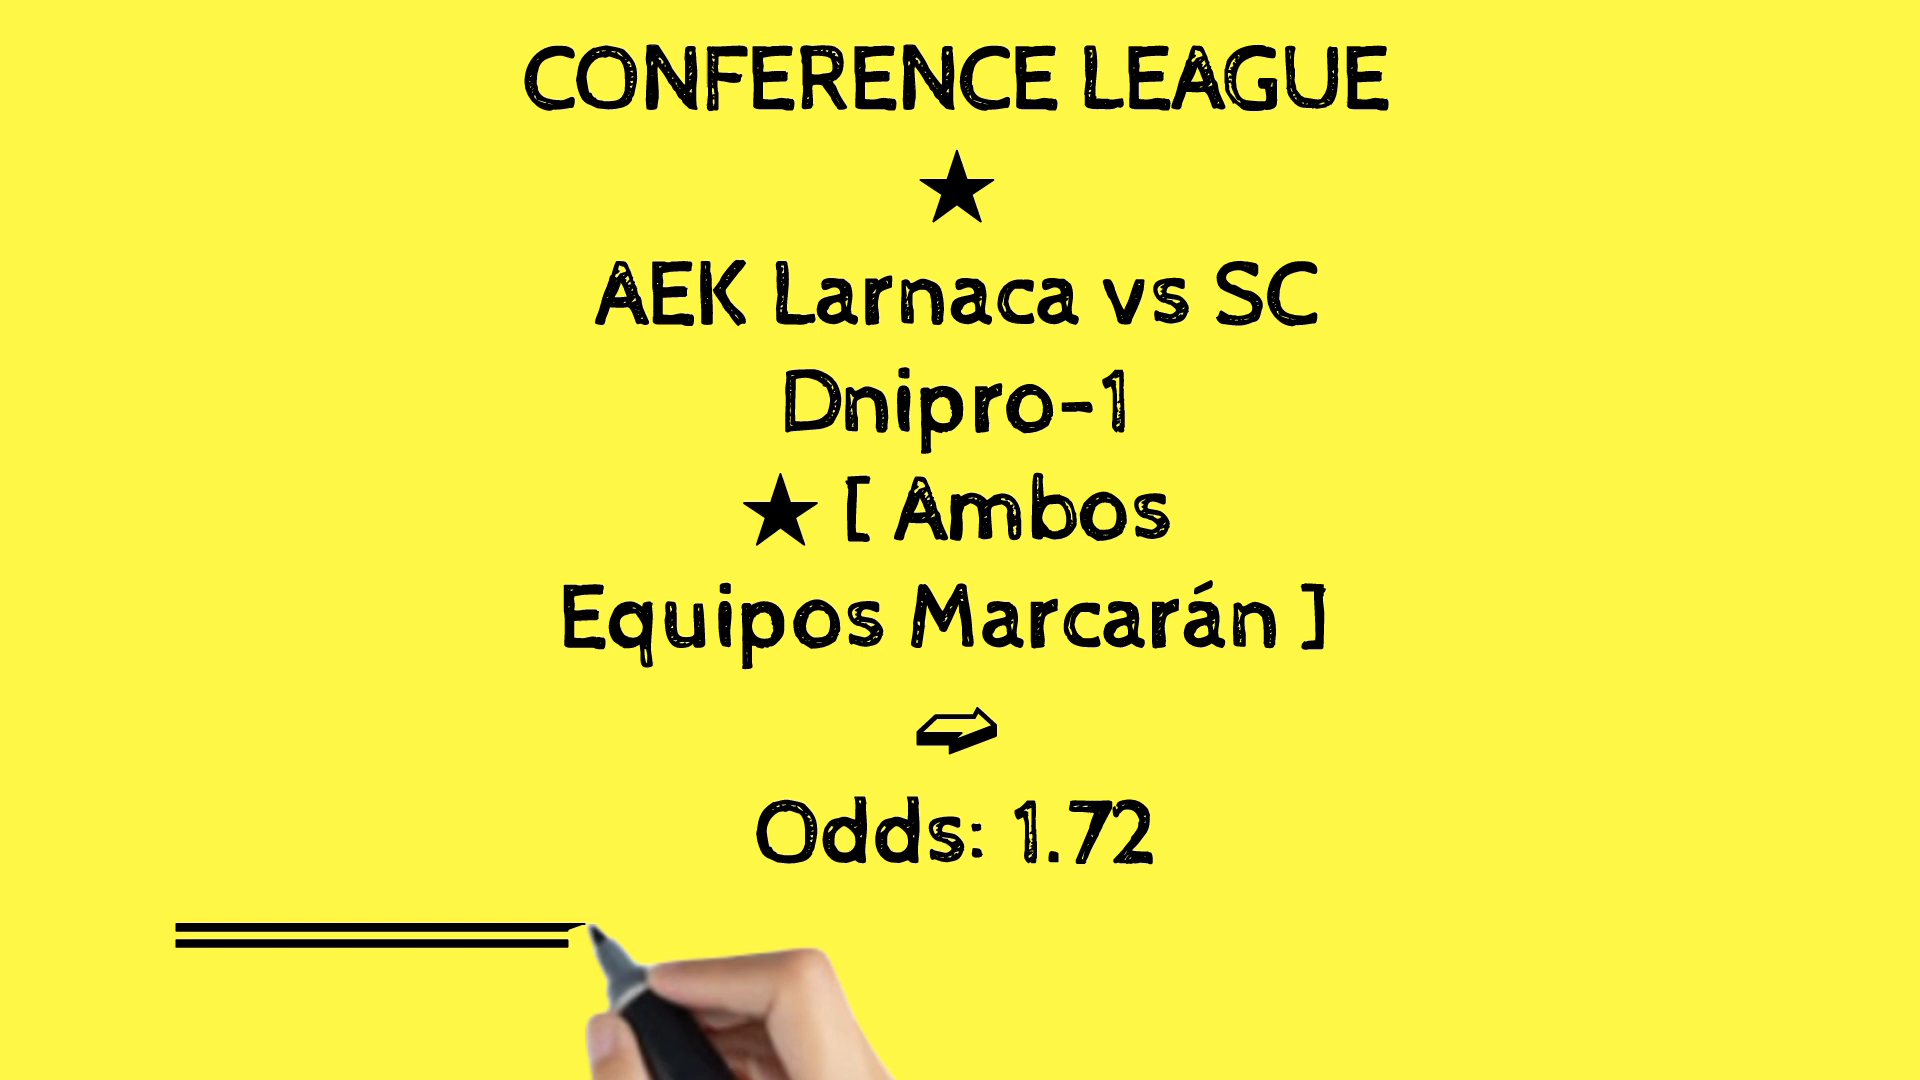 CONFERENCE LEAGUE
★
AEK Larnaca vs SC
Dnipro-1
★ [ Ambos
Equipos Marcarán ]
➫
Odds: 1.72